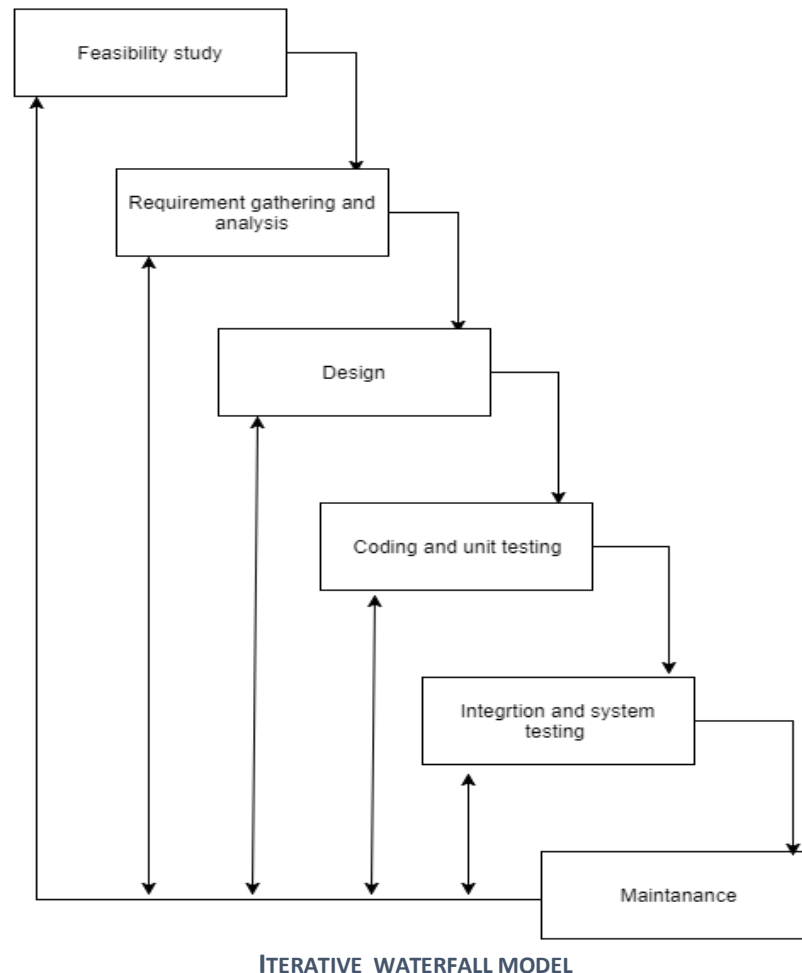 Feasibility study
Requirement gathering and
analysis
Design
Coding and unit testing
Integrtion and system
testing
Maintanance
ITERATIVE WATERFALL MODEL